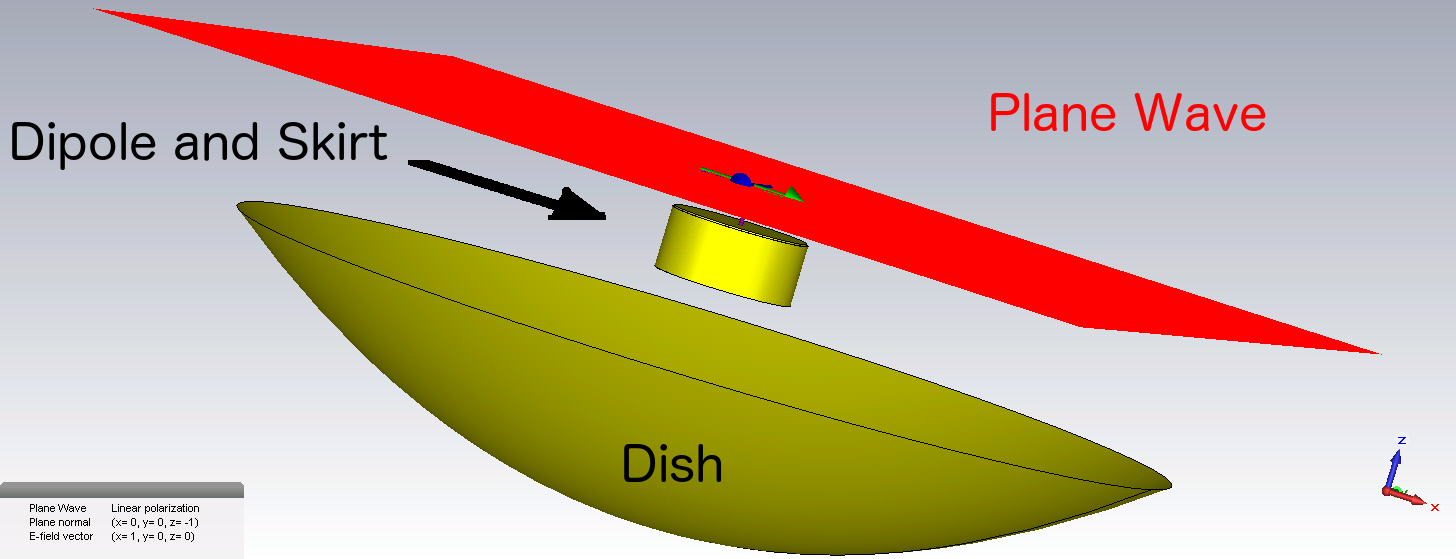 Plane Wave
Dipole and Skirt
Dish
z
x
Plane Wave Linear polarization
Plane normal (x= 0, y= 0, z= -1)
E-field vector (x= 1, y= 0, z= 0)